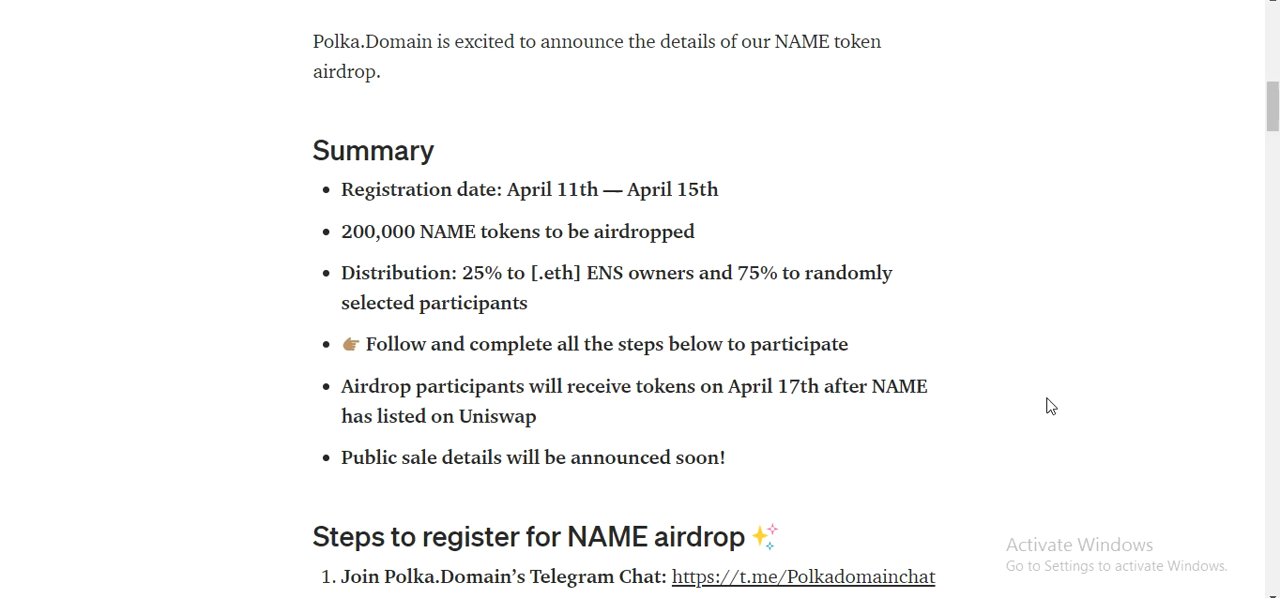 Polka.Domain is excited to announce the details of our NAME token
airdrop.
Summary
• Registration date: April 11th — April 15th
• 200,000 NAME tokens to be airdropped
• Distribution: 25% to [.eth] ENS owners and 75% to randomly
selected participants
• 👉🏽 Follow and complete all the steps below to participate
• Airdrop participants will receive tokens on April 17th after NAME
has listed on Uniswap
• Public sale details will be announced soon!
Steps to register for NAME airdrop ✨
1. Join Polka.Domain’s Telegram Chat: https://t.me/Polkadomainchat
Activate Windows
Go to Settings to activate Windows.